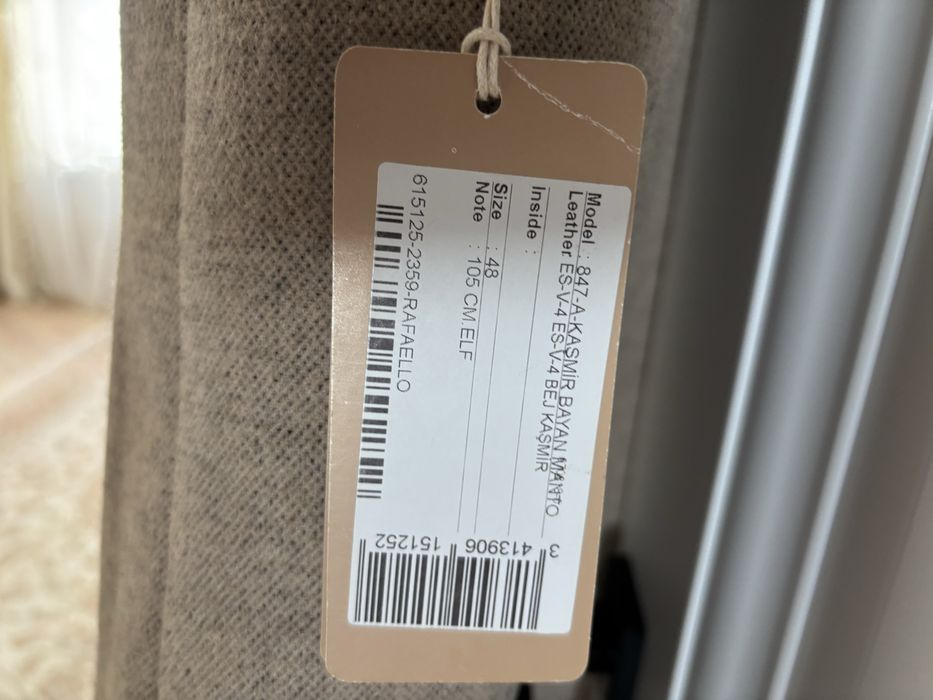 Model : 847-A-KAŞMİR BAYAN MANTO
Leather ES-V-4 ES-V-4 BEJ KAŞMİR
Inside :
Size : 48
Note : 105 CM.ELF
615125-2359-RAFAELLO
3 413906 151252